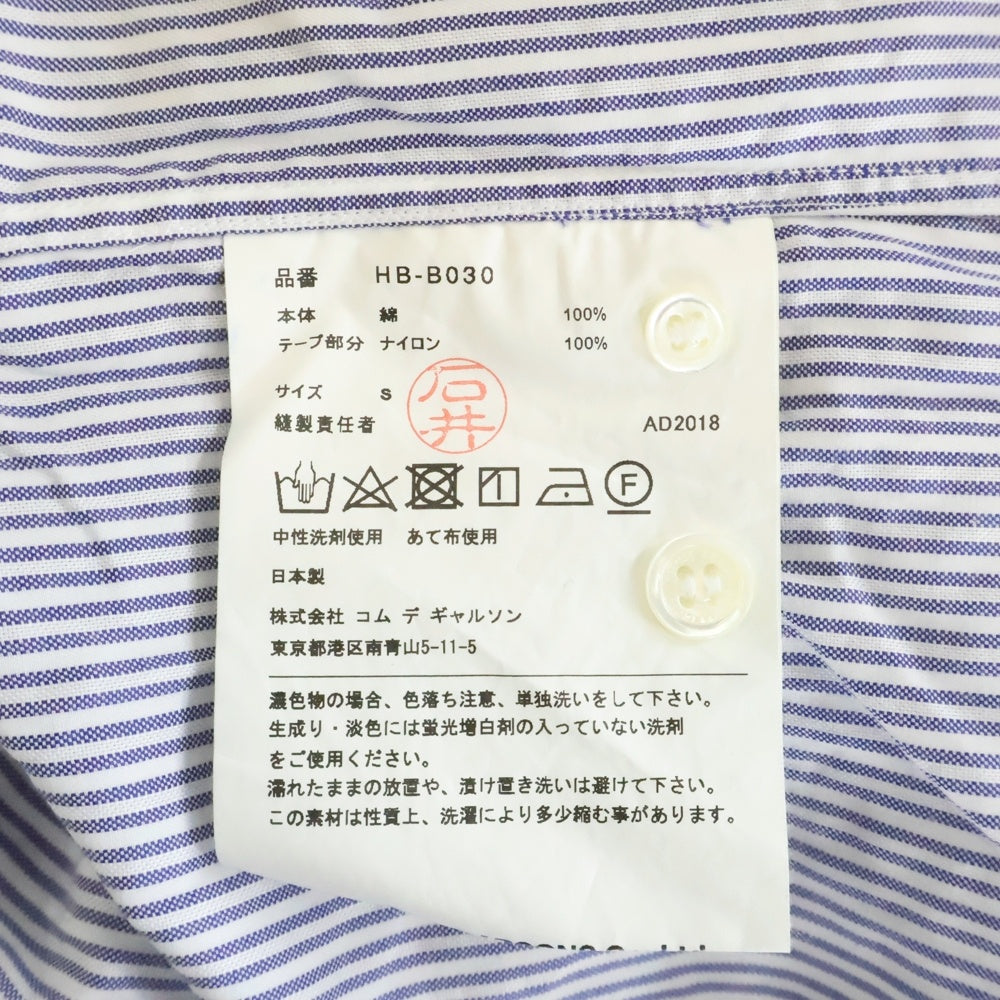 品番 HB-B030
本体 綿 100%
テープ部分 ナイロン 100%
サイズ S
縫製責任者 石井 AD2018
F
中性洗剤使用 あて布使用
日本製
株式会社 コム デ ギャルソン
東京都港区南青山5-11-5
濃色物の場合、色落ち注意、単独洗いをして下さい。
生成り・淡色には蛍光増白剤の入っていない洗剤
をご使用ください。
濡れたままの放置や、漬け置き洗いは避けて下さい。
この素材は性質上、洗濯により多少縮む事があります。